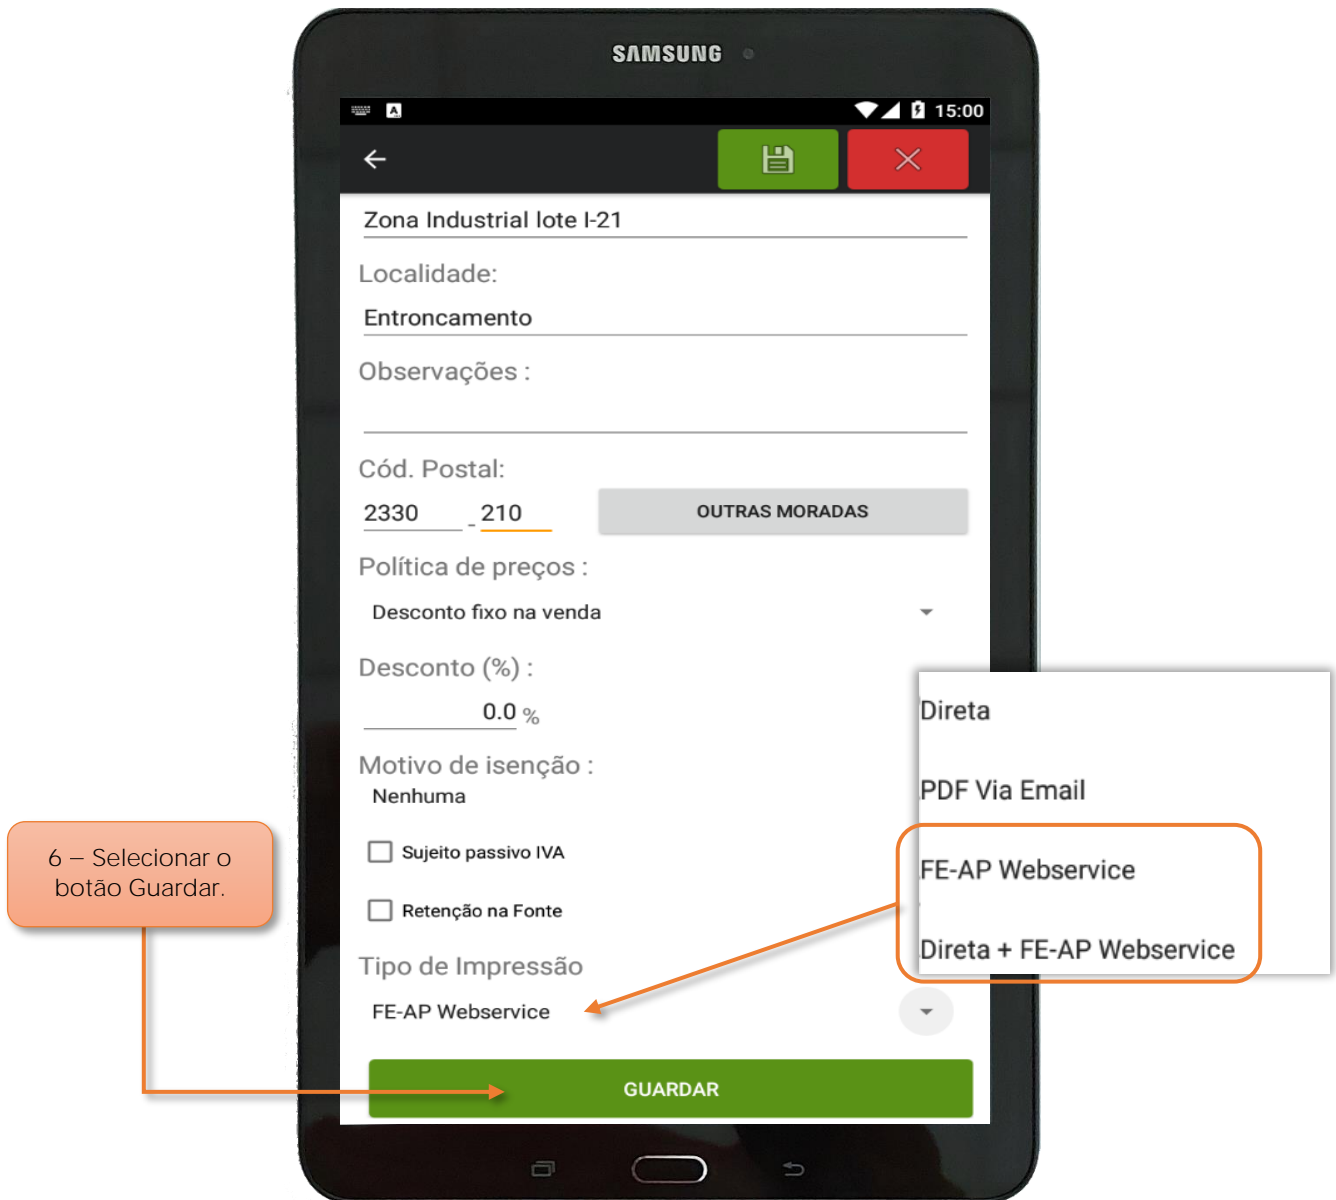 SAMSUNG
15:00
Zona Industrial lote I-21
Localidade:
Entroncamento
Observações :
Cód. Postal:
2330 - 210
OUTRAS MORADAS
Política de preços :
Desconto fixo na venda
Desconto (%) :
0.0 %
Motivo de isenção :
Nenhuma
Sujeito passivo IVA
Retenção na Fonte
Tipo de Impressão
FE-AP Webservice
GUARDAR
Direta
PDF Via Email
FE-AP Webservice
Direta + FE-AP Webservice
6 – Selecionar o
botão Guardar.